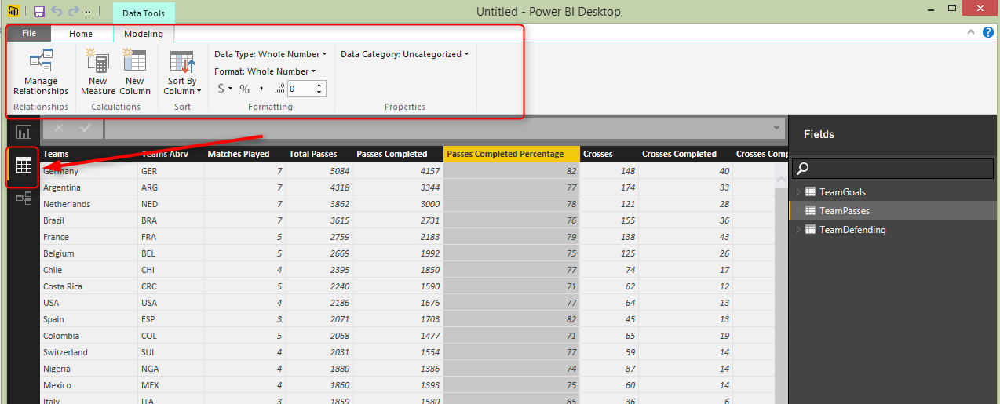 Data Tools Untitled - Power BI Desktop
File Home Modeling
Data Type: Whole Number Data Category: Uncategorized
Format: Whole Number
$ % , .00 0
Manage Relationships New Measure New Column Sort By Column
Relationships Calculations Sort Formatting Properties
Fields
Teams Teams Abrv Matches Played Total Passes Passes Completed Passes Completed Percentage Crosses Crosses Completed Crosses Com
Germany GER 7 5084 4157 82 148 40
Argentina ARG 7 4318 3344 77 174 33
Netherlands NED 7 3862 3000 78 121 28
Brazil BRA 7 3615 2731 76 155 36
France FRA 5 2759 2183 79 138 43
Belgium BEL 5 2669 1992 75 125 26
Chile CHI 4 2395 1850 77 74 17
Costa Rica CRC 5 2240 1590 71 62 12
USA USA 4 2186 1676 77 64 13
Spain ESP 3 2071 1703 82 45 13
Colombia COL 5 2068 1477 71 65 19
Switzerland SUI 4 2031 1554 77 59 14
Nigeria NGA 4 1880 1386 74 87 14
Mexico MEX 4 1860 1393 75 60 14
Italy ITA 3 1859 1580 85 36 6
TeamGoals
TeamPasses
TeamDefending